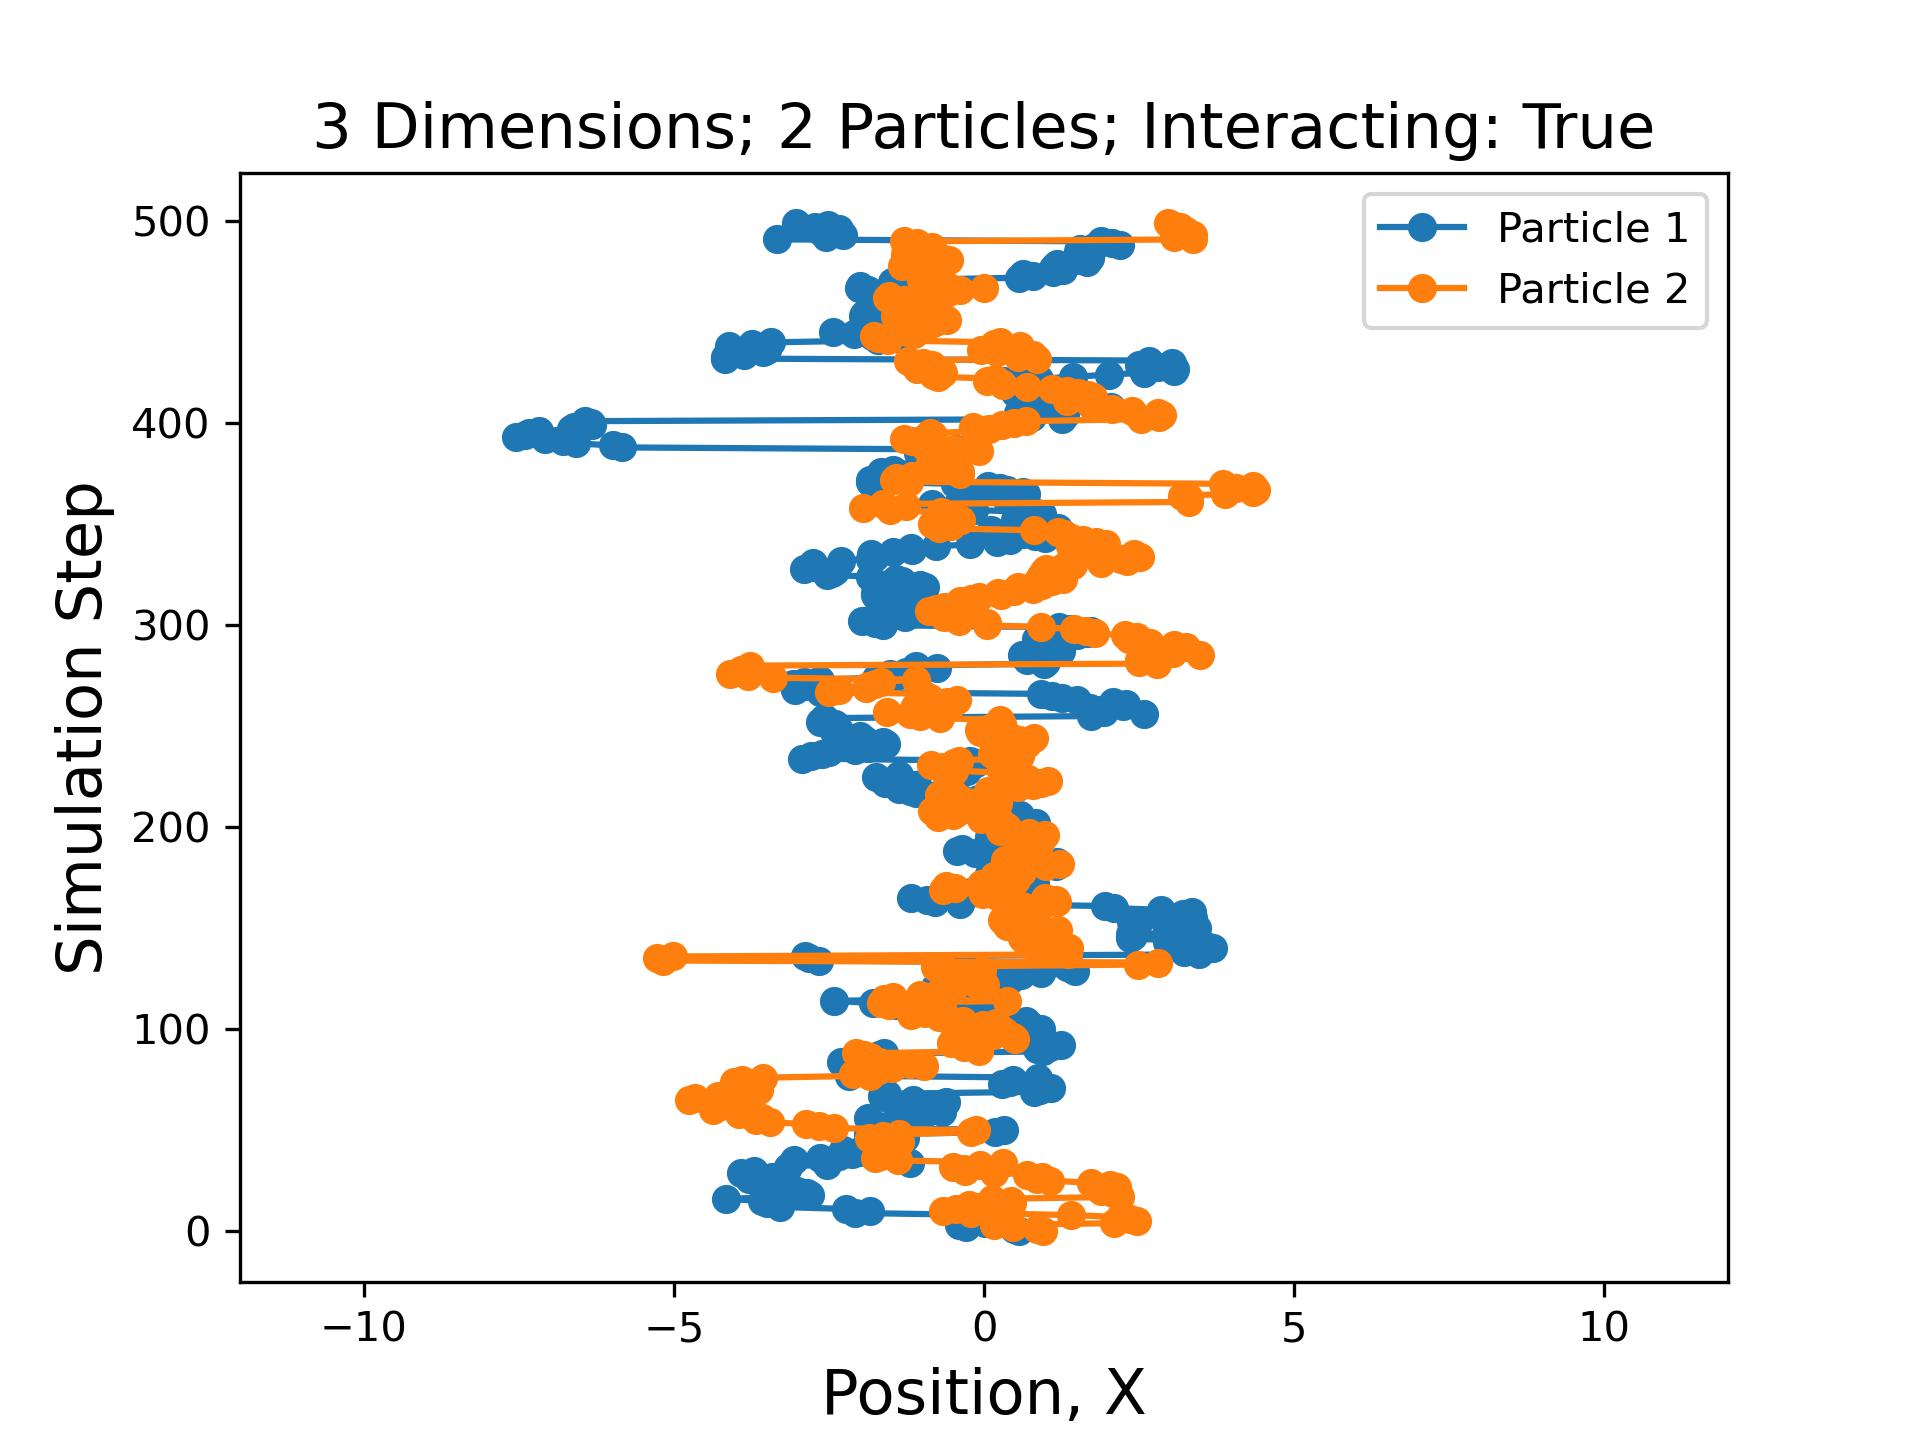 3 Dimensions; 2 Particles; Interacting: True
Particle 1
Particle 2
Simulation Step
500
400
300
200
100
0
−10
−5
0
5
10
Position, X